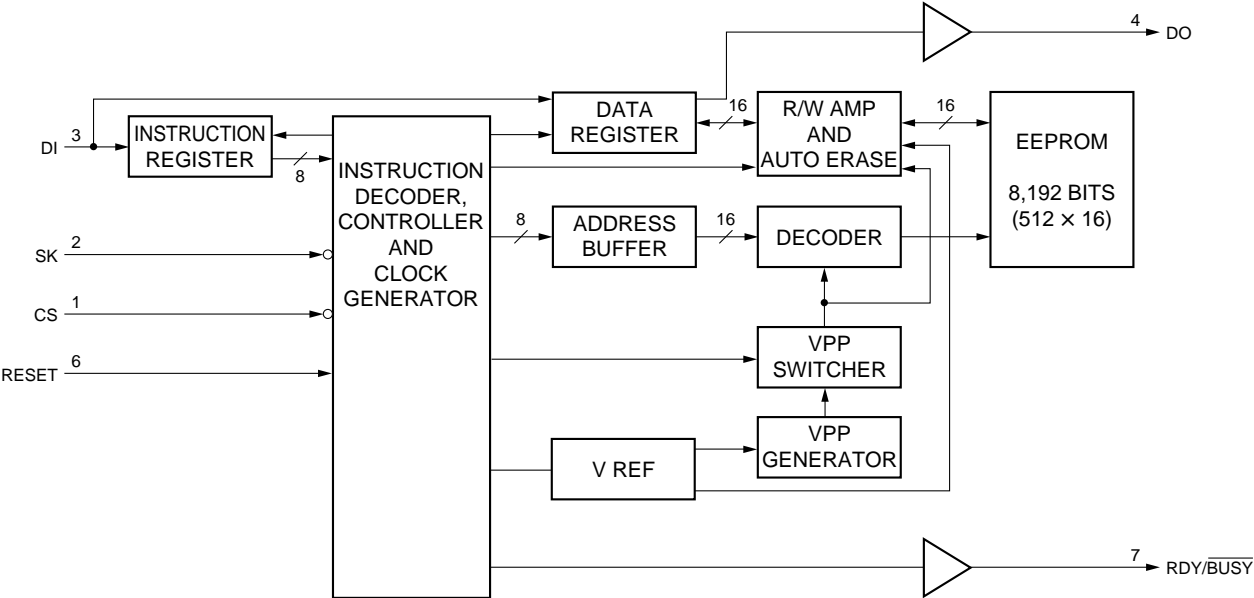 4
DO
DATA
REGISTER
16
R/W AMP
AND
AUTO ERASE
16
EEPROM
8,192 BITS
(512 × 16)
DI
3
INSTRUCTION
REGISTER
8
INSTRUCTION
DECODER,
CONTROLLER
AND
CLOCK
GENERATOR
8
ADDRESS
BUFFER
16
DECODER
SK
2
CS
1
RESET
6
VPP
SWITCHER
VPP
GENERATOR
V REF
7
RDY/BUSY